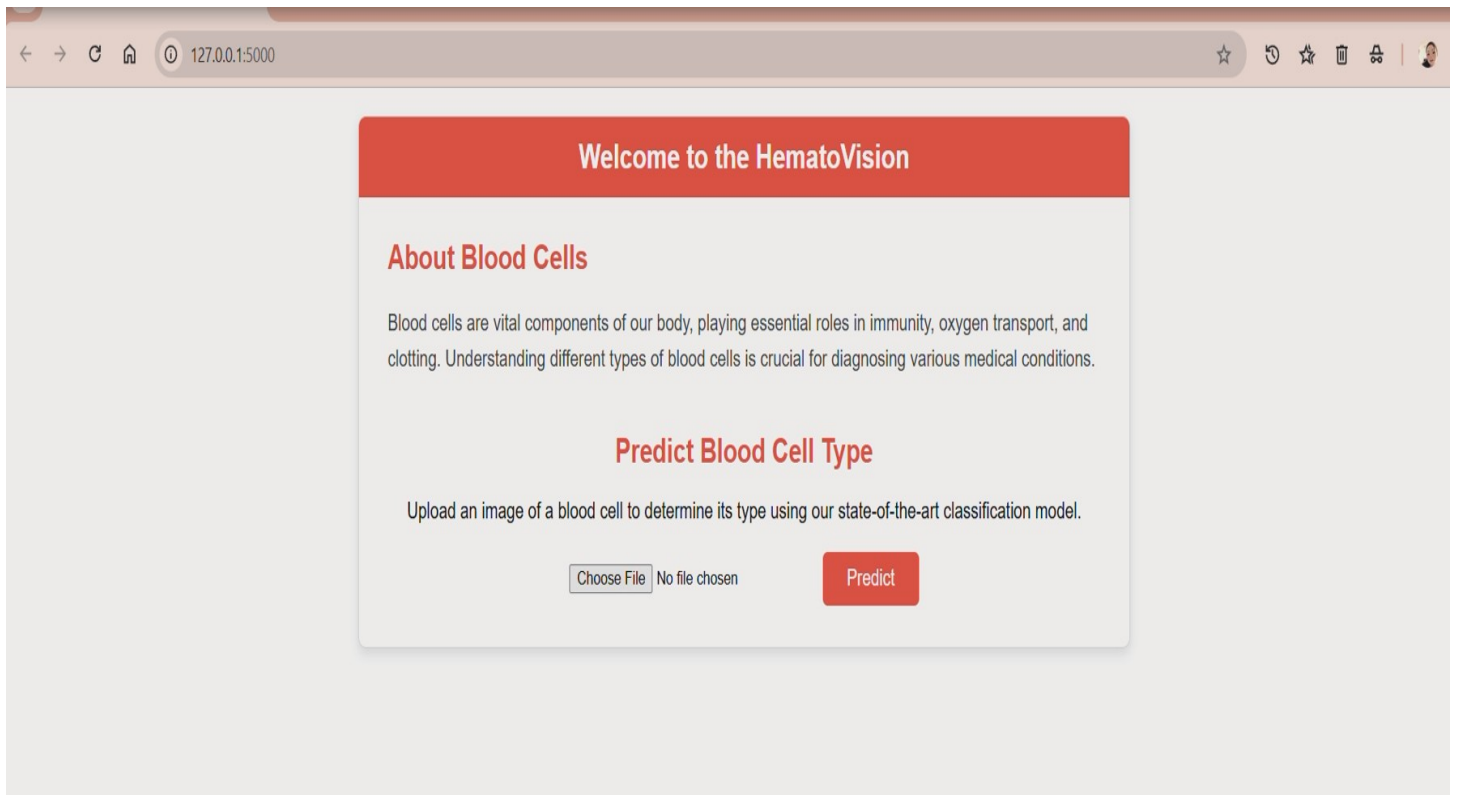 127.0.0.1:5000
Welcome to the HematoVision
About Blood Cells
Blood cells are vital components of our body, playing essential roles in immunity, oxygen transport, and
clotting. Understanding different types of blood cells is crucial for diagnosing various medical conditions.
Predict Blood Cell Type
Upload an image of a blood cell to determine its type using our state-of-the-art classification model.
Choose File No file chosen Predict